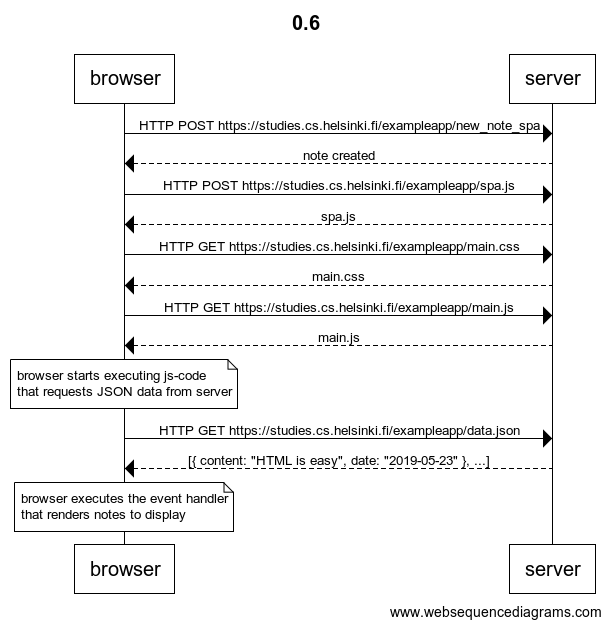 0.6
browser
server
HTTP POST https://studies.cs.helsinki.fi/exampleapp/new_note_spa
note created
HTTP POST https://studies.cs.helsinki.fi/exampleapp/spa.js
spa.js
HTTP GET https://studies.cs.helsinki.fi/exampleapp/main.css
main.css
HTTP GET https://studies.cs.helsinki.fi/exampleapp/main.js
main.js
browser starts executing js-code
that requests JSON data from server
HTTP GET https://studies.cs.helsinki.fi/exampleapp/data.json
[{ content: "HTML is easy", date: "2019-05-23" }, ...]
browser executes the event handler
that renders notes to display
browser
server
www.websequencediagrams.com